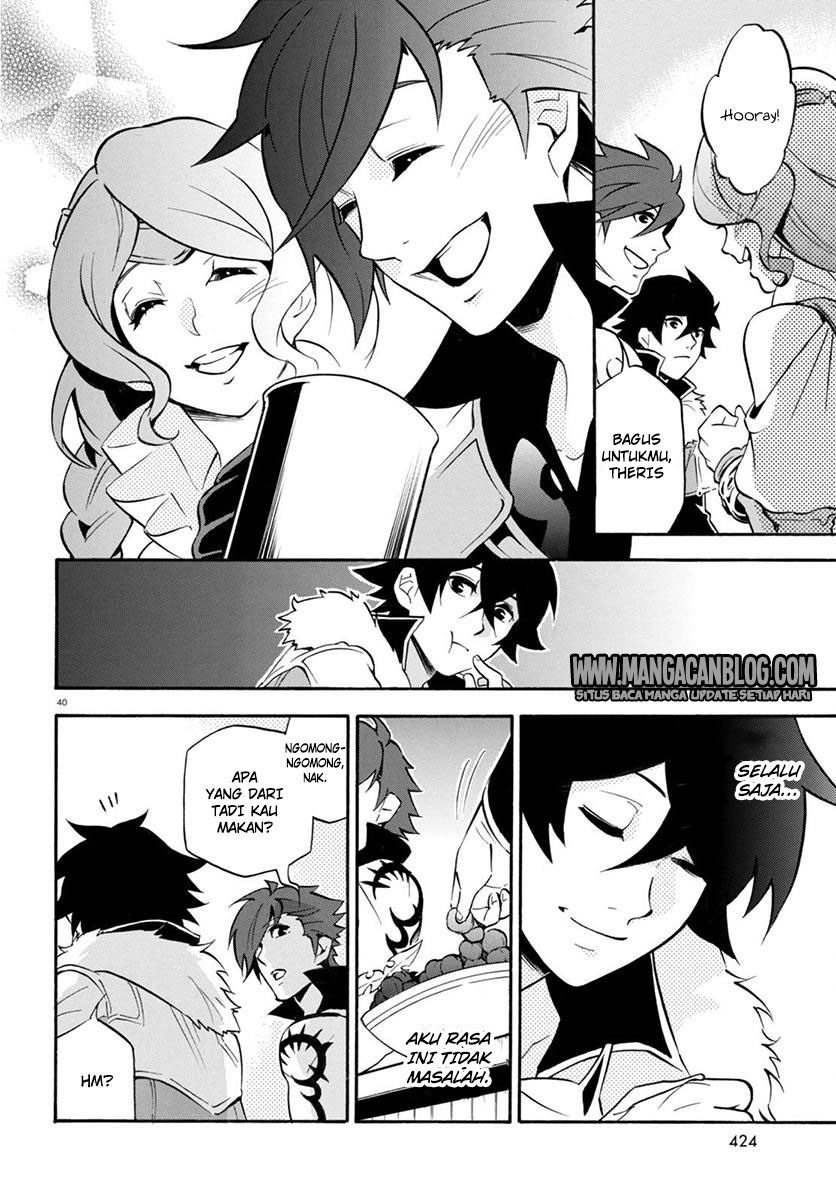 Hooray!
BAGUS
UNTUKMU,
THERIS
WWW.MANGACANBLOG.COM
SITUS BACA MANGA UPDATE SETIAP HARI
40
SELALU
SAJA...
AKU RASA
INI TIDAK
MASALAH.
NGOMONG-
NGOMONG,
NAK.
APA
YANG DARI
TADI KAU
MAKAN?
HM?
424